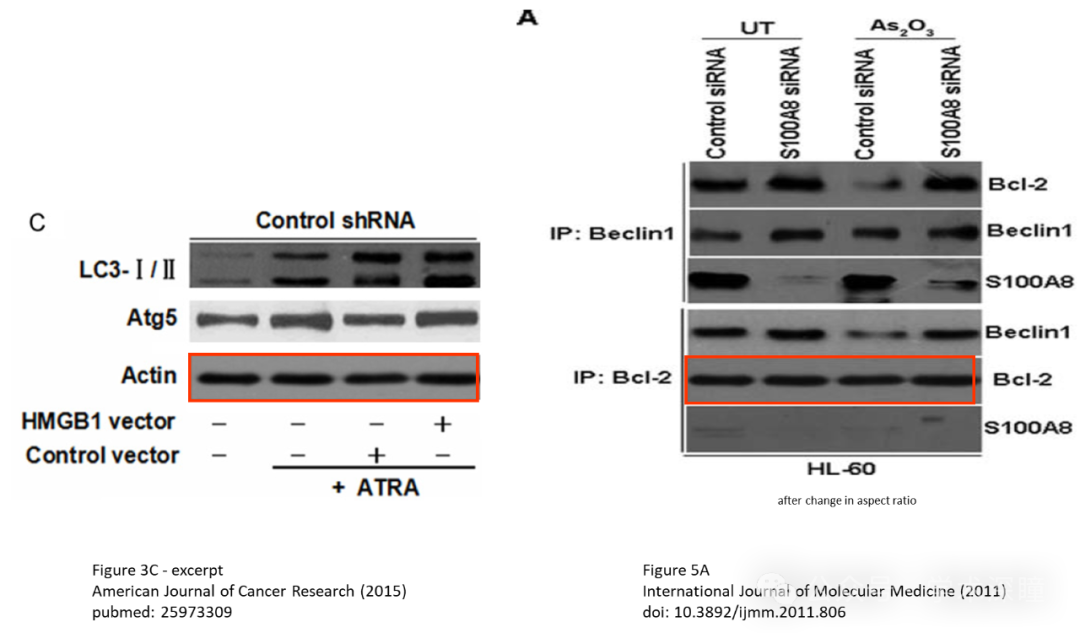 C
Control shRNA
LC3-Ⅰ/Ⅱ
Atg5
Actin
HMGB1 vector − − − +
Control vector − − + −
+ ATRA
Figure 3C - excerpt
American Journal of Cancer Research (2015)
pubmed: 25973309
A
UT As₂O₃
Control siRNA S100A8 siRNA Control siRNA S100A8 siRNA
Bcl-2
IP: Beclin1 Beclin1
S100A8
Beclin1
IP: Bcl-2 Bcl-2
S100A8
HL-60
after change in aspect ratio
Figure 5A
International Journal of Molecular Medicine (2011)
doi: 10.3892/ijmm.2011.806